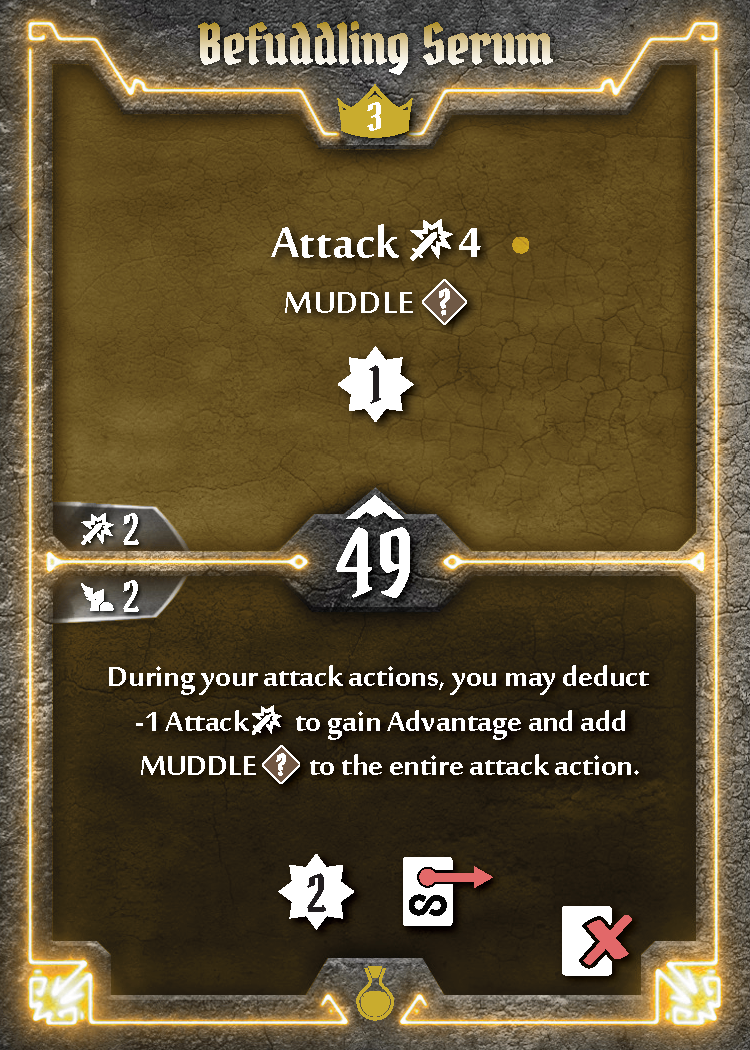 Befuddling Serum
3
Attack 4
MUDDLE ?
1
2
49
2
During your attack actions, you may deduct
-1 Attack to gain Advantage and add
MUDDLE ? to the entire attack action.
2
S